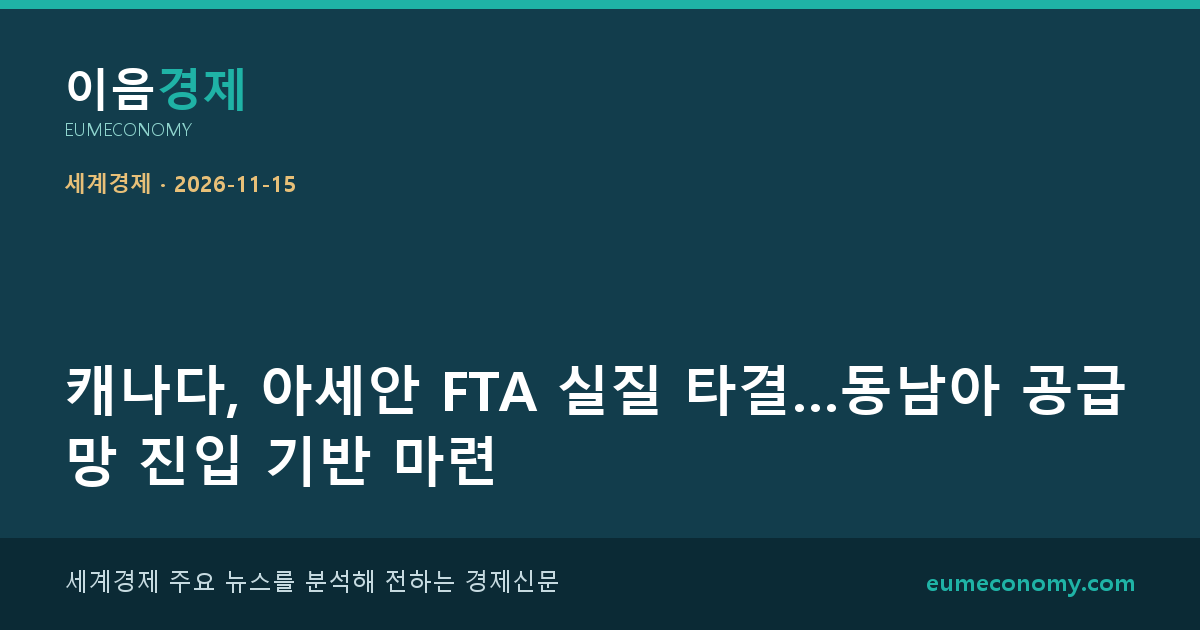 이음경제
EUMECONOMY
세계경제 · 2026-11-15
캐나다, 아세안 FTA 실질 타결…동남아 공급
망 진입 기반 마련
세계경제 주요 뉴스를 분석해 전하는 경제신문
eumeconomy.com